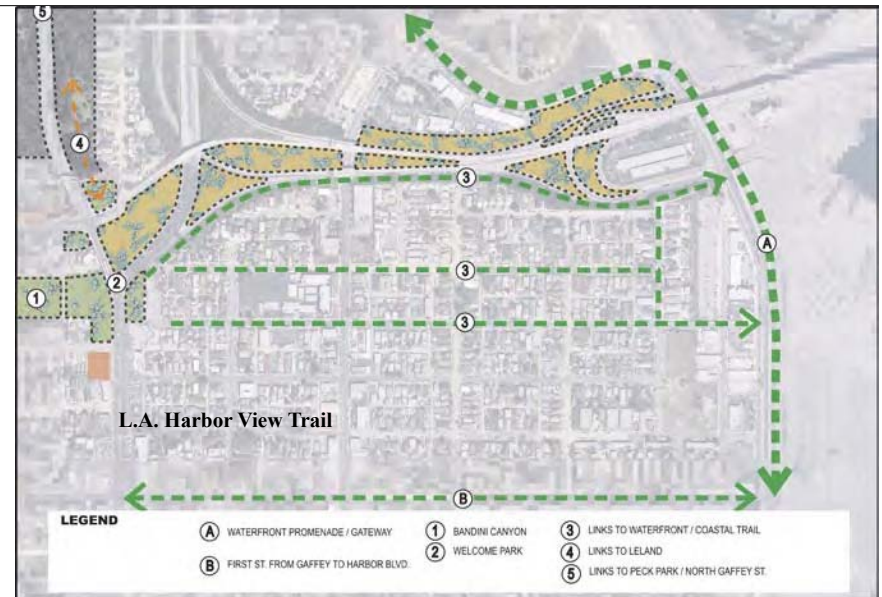 5
4
3
A
1
2
3
3
L.A. Harbor View Trail
B
LEGEND
A WATERFRONT PROMENADE / GATEWAY
B FIRST ST. FROM GAFFEY TO HARBOR BLVD.
1 BANDINI CANYON
2 WELCOME PARK
3 LINKS TO WATERFRONT / COASTAL TRAIL
4 LINKS TO LELAND
5 LINKS TO PECK PARK / NORTH GAFFEY ST.